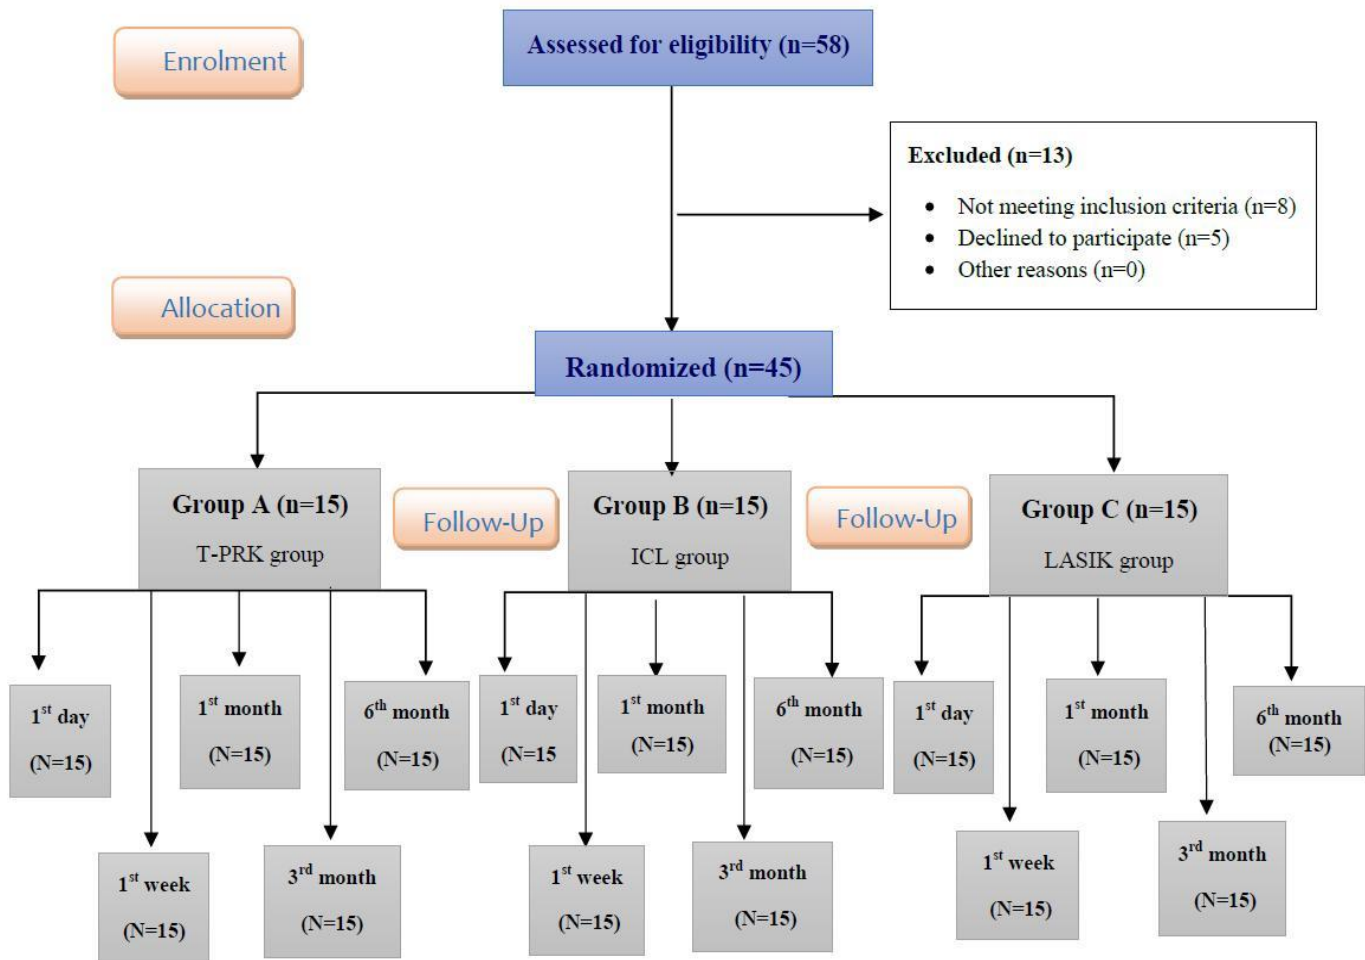 Enrolment
Assessed for eligibility (n=58)
Excluded (n=13)
• Not meeting inclusion criteria (n=8)
• Declined to participate (n=5)
• Other reasons (n=0)
Allocation
Randomized (n=45)
Group A (n=15)
T-PRK group
Follow-Up
Group B (n=15)
ICL group
Follow-Up
Group C (n=15)
LASIK group
1st day
(N=15)
1st month
(N=15)
6th month
(N=15)
1st week
(N=15)
3rd month
(N=15)
1st day
(N=15
1st month
(N=15)
6th month
(N=15)
1st week
(N=15)
3rd month
(N=15)
1st day
(N=15)
1st month
(N=15)
6th month
(N=15)
1st week
(N=15)
3rd month
(N=15)